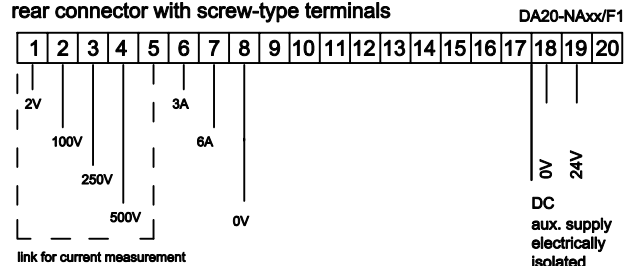 rear connector with screw-type terminals
DA20-NAxx/F1
1 2 3 4 5 6 7 8 9 10 11 12 13 14 15 16 17 18 19 20
2V
3A
100V
6A
250V
0V
24V
500V
0V
DC
aux. supply
electrically
isolated
link for current measurement